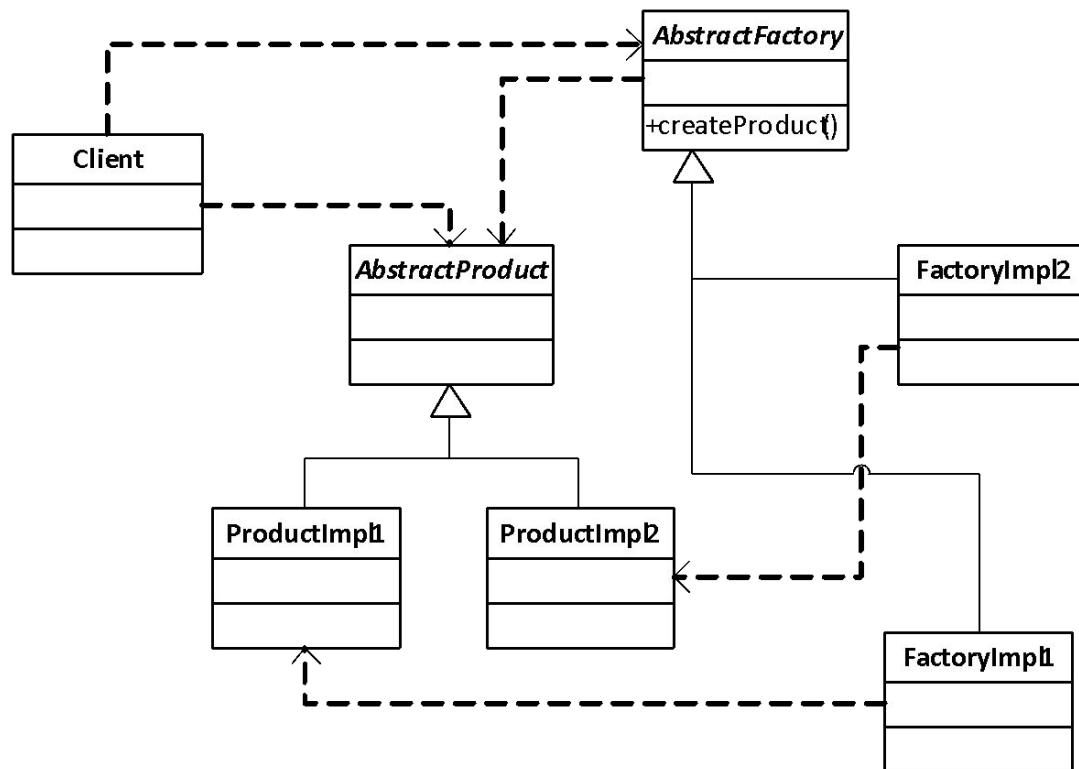 AbstractFactory
+createProduct()
Client
AbstractProduct
FactoryImpl2
ProductImpl1
ProductImpl2
FactoryImpl1